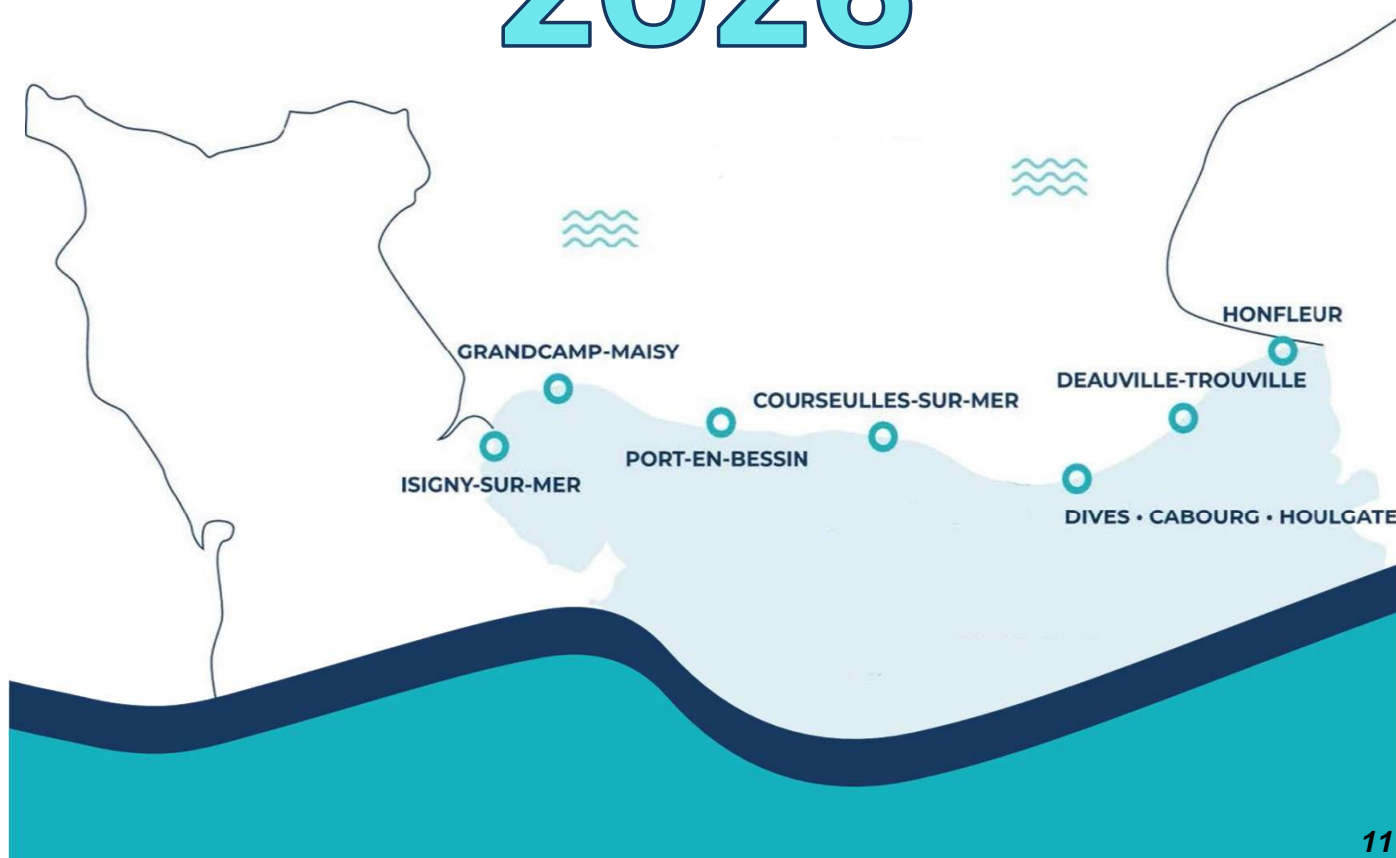 2026
HONFLEUR
GRANDCAMP-MAISY
DEAUVILLE-TROUVILLE
COURSEULLES-SUR-MER
PORT-EN-BESSIN
ISIGNY-SUR-MER
DIVES • CABOURG • HOULGATE
11